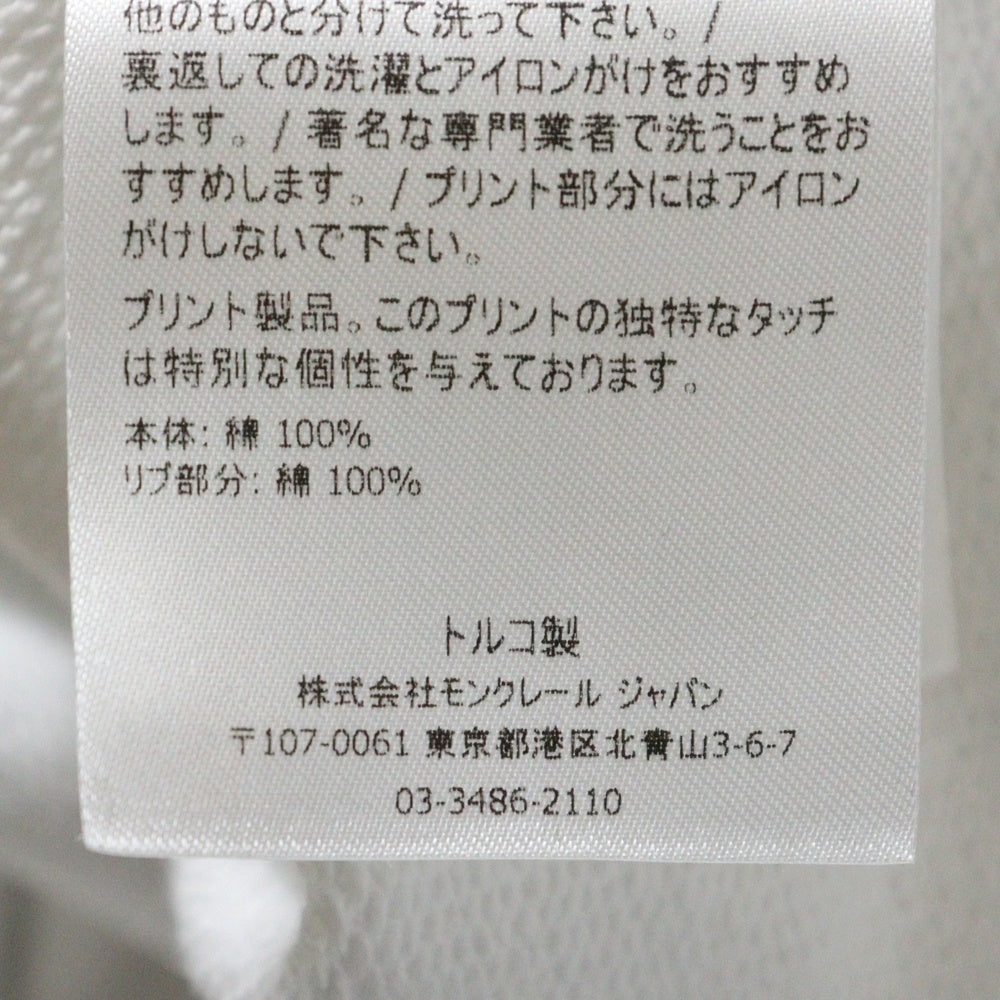 他のものと分けて洗って下さい。/
裏返しての洗濯とアイロンがけをおすすめ
します。/ 著名な専門業者で洗うことをお
すすめします。/ プリント部分にはアイロン
がけしないで下さい。
プリント製品。このプリントの独特なタッチ
は特別な個性を与えております。
本体: 綿 100%
リブ部分: 綿 100%
トルコ製
株式会社モンクレール ジャパン
〒107-0061 東京都港区北青山3-6-7
03-3486-2110